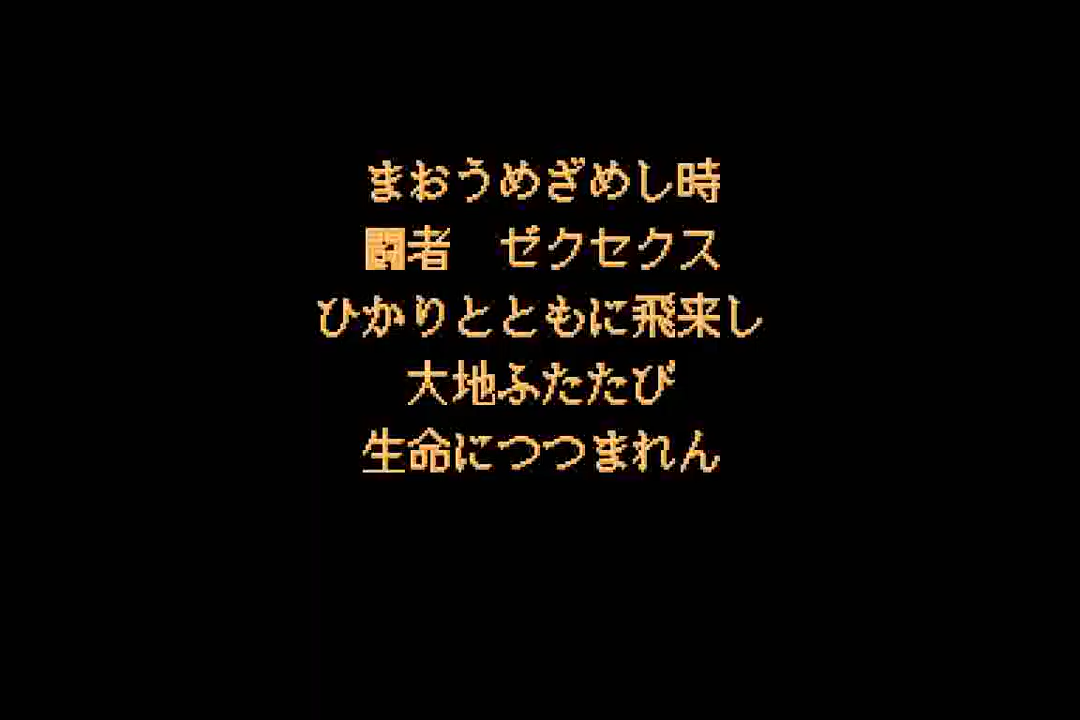 まおうめざめし時
闘者　ゼクセクス
ひかりとともに飛来し
大地ふたたび
生命につつまれん